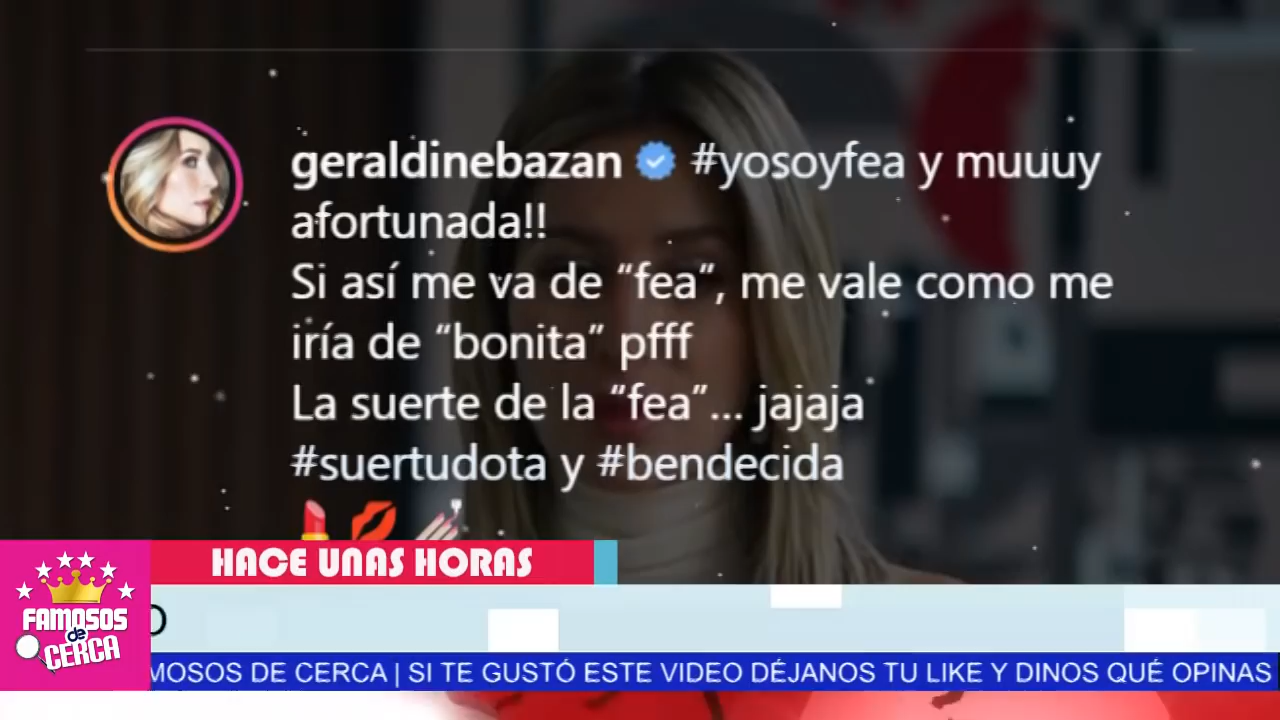 geraldinebazan #yosoyfea y muuuy
afortunada!!
Si así me va de “fea”, me vale como me
iría de “bonita” pfff
La suerte de la “fea”... jajaja
#suertudota y #bendecida
HACE UNAS HORAS
FAMOSOS
de
CERCA
O
MOSOS DE CERCA | SI TE GUSTÓ ESTE VIDEO DÉJANOS TU LIKE Y DINOS QUÉ OPINAS